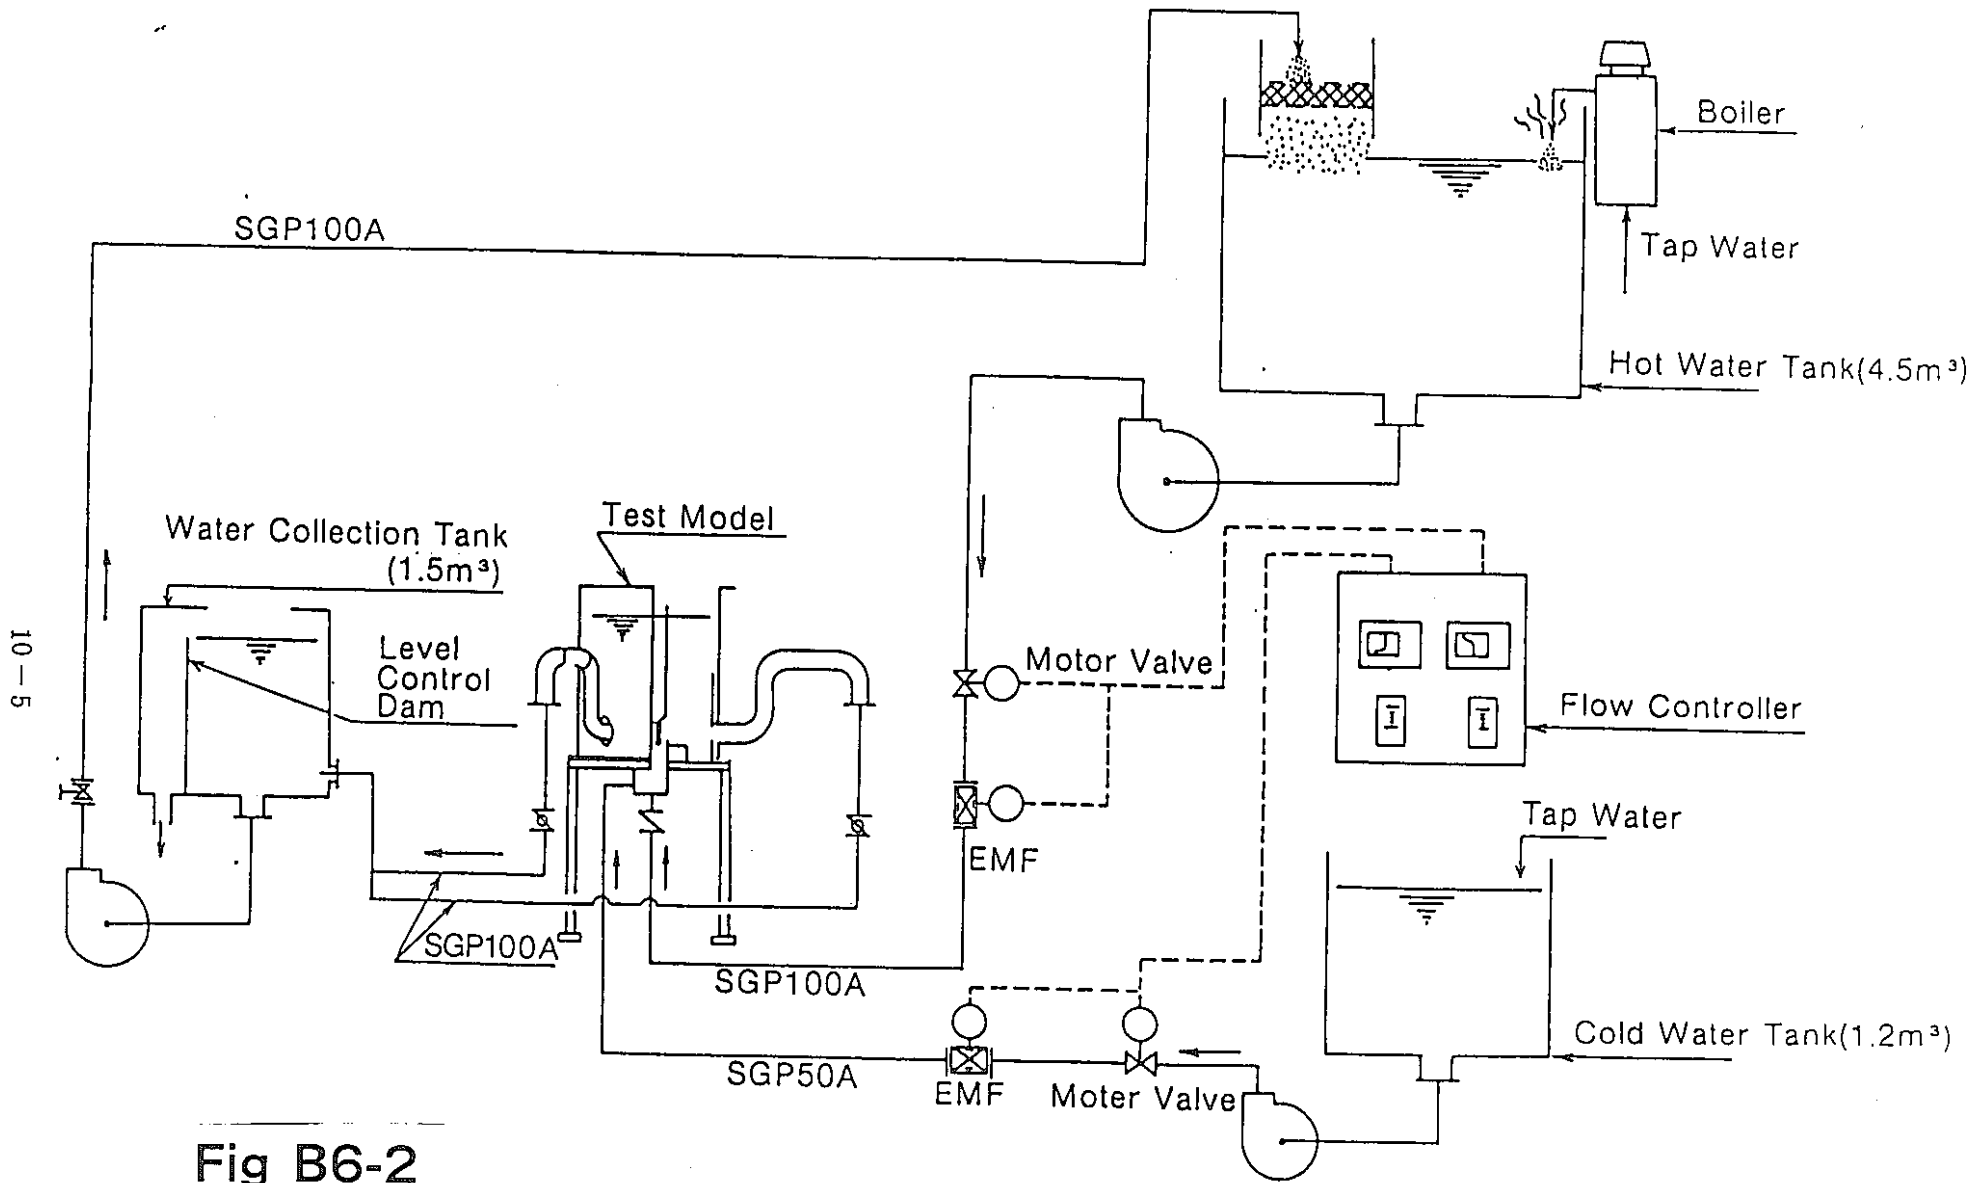 Boiler
SGP100A
Tap Water
Hot Water Tank(4.5m³)
Test Model
Water Collection Tank
(1.5m³)
Level
Control
Dam
Motor Valve
Flow Controller
10-5
Tap Water
EMF
SGP100A
SGP100A
Cold Water Tank(1.2m³)
SGP50A
EMF
Moter Valve
Fig B6-2